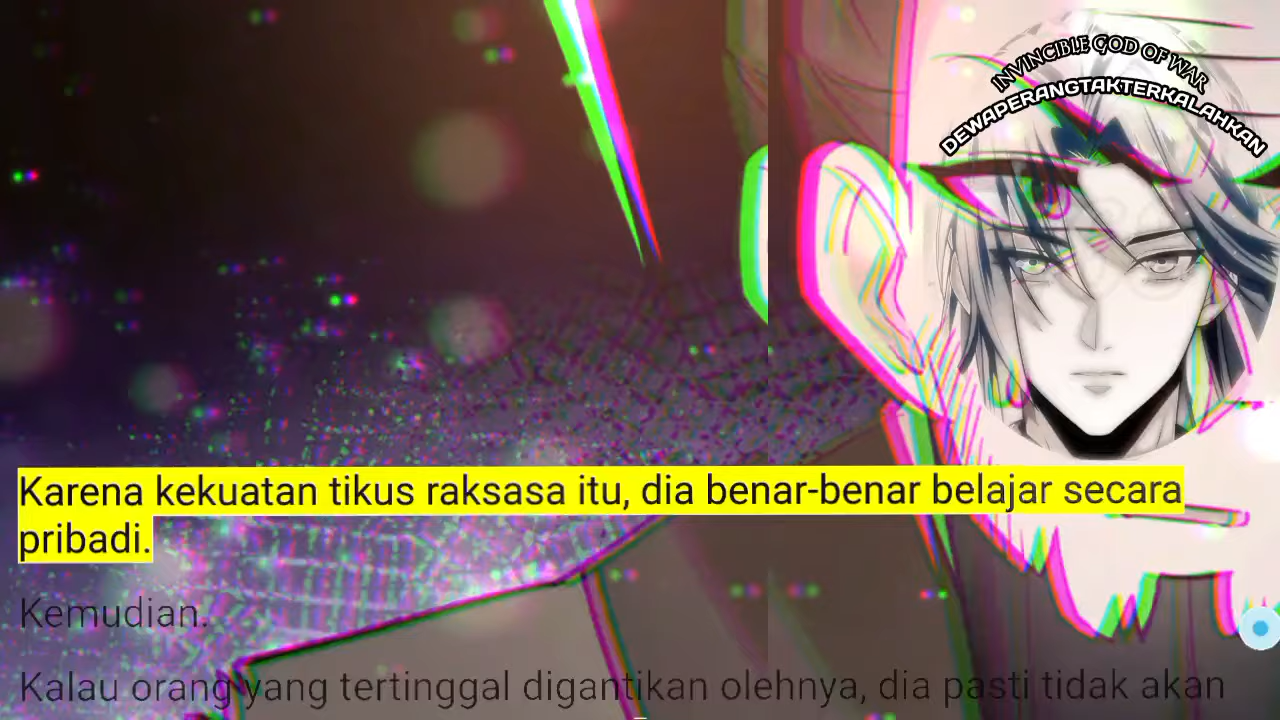 INVINCIBLE GOD OF WAR
DEWAPERANGTAKTERKALAHKAN
Karena kekuatan tikus raksasa itu, dia benar-benar belajar secara
pribadi.
Kemudian.
Kalau orang yang tertinggal digantikan olehnya, dia pasti tidak akan